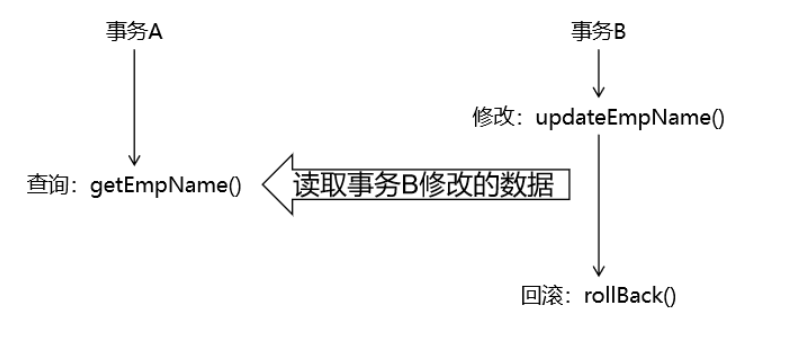 事务A
事务B
修改：updateEmpName()
查询：getEmpName()
读取事务B修改的数据
回滚：rollBack()